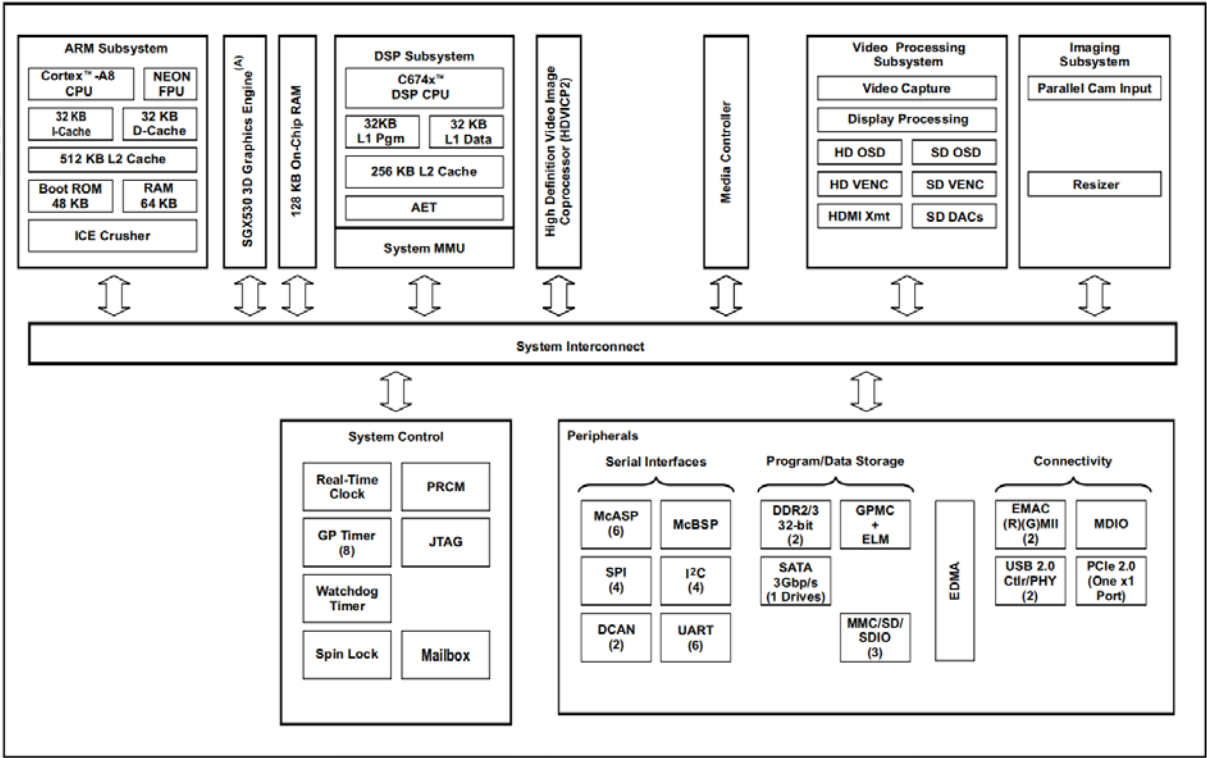 ARM Subsystem
Cortex™-A8
CPU
NEON
FPU
32 KB
I-Cache
32 KB
D-Cache
512 KB L2 Cache
Boot ROM
48 KB
RAM
64 KB
ICE Crusher
SGX530 3D Graphics Engine(A)
128 KB On-Chip RAM
DSP Subsystem
C674x™
DSP CPU
32KB
L1 Pgm
32 KB
L1 Data
256 KB L2 Cache
AET
System MMU
High Definition Video Image
Coprocessor (HDVICP2)
Media Controller
Video Processing
Subsystem
Video Capture
Display Processing
HD OSD
SD OSD
HD VENC
SD VENC
HDMI Xmt
SD DACs
Imaging
Subsystem
Parallel Cam Input
Resizer
System Interconnect
System Control
Real-Time
Clock
PRCM
GP Timer
(8)
JTAG
Watchdog
Timer
Spin Lock
Mailbox
Peripherals
Serial Interfaces
McASP
(6)
McBSP
SPI
(4)
I²C
(4)
DCAN
(2)
UART
(6)
Program/Data Storage
DDR2/3
32-bit
(2)
GPMC
+
ELM
SATA
3Gbp/s
(1 Drives)
MMC/SD/
SDIO
(3)
EDMA
Connectivity
EMAC
(R)(G)MII
(2)
MDIO
USB 2.0
Ctlr/PHY
(2)
PCIe 2.0
(One x1
Port)